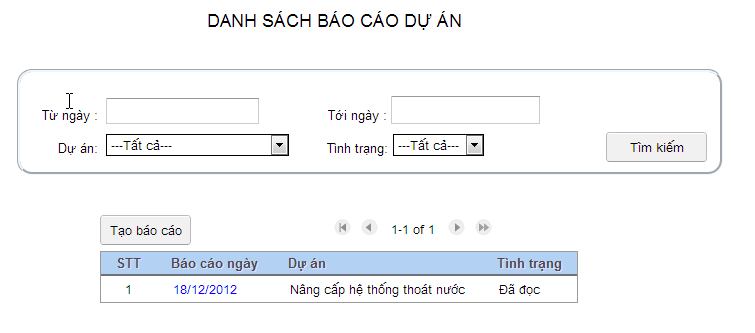 DANH SÁCH BÁO CÁO DỰ ÁN
Từ ngày : Tới ngày :
Dự án: ---Tất cả--- Tình trạng: ---Tất cả--- Tìm kiếm
Tạo báo cáo 1-1 of 1
STT Báo cáo ngày Dự án Tình trạng
1 18/12/2012 Nâng cấp hệ thống thoát nước Đã đọc